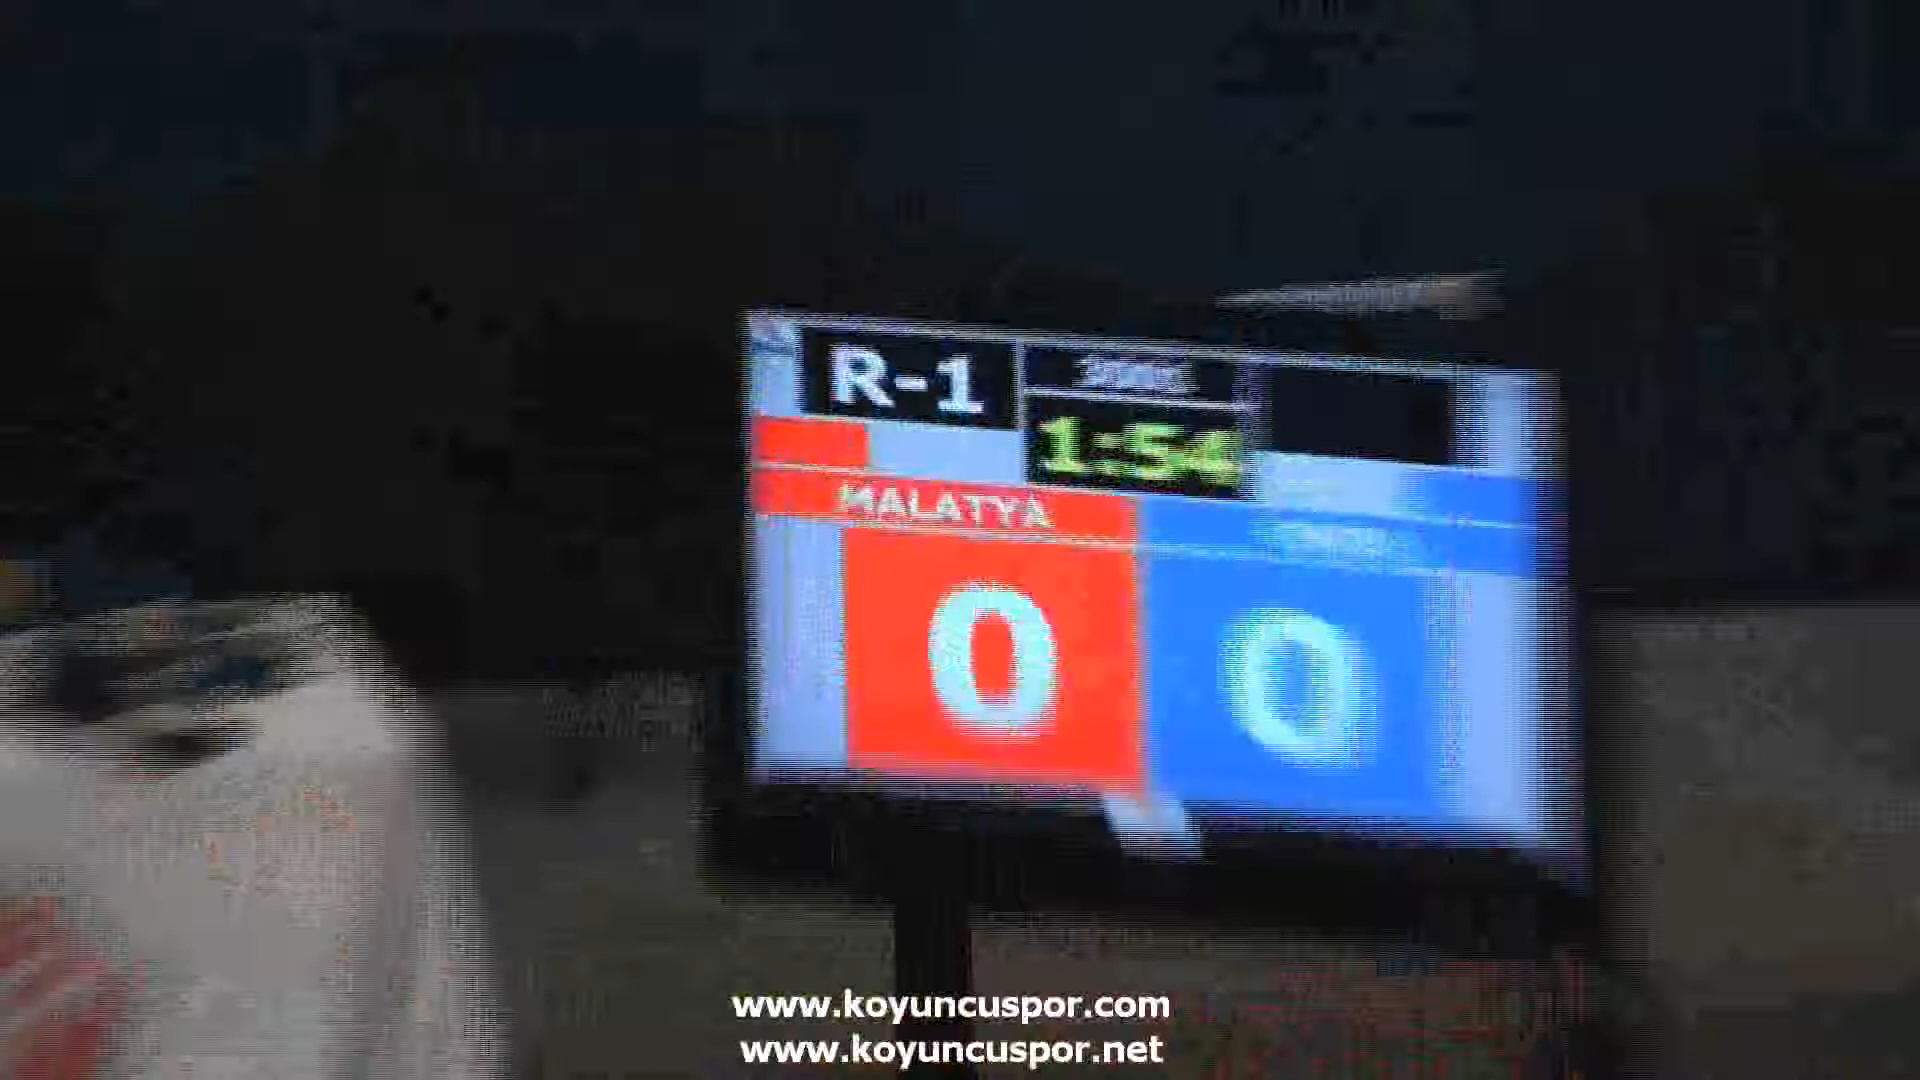 R-1
1:54
MALATYA
0 0
www.koyuncuspor.com
www.koyuncuspor.net